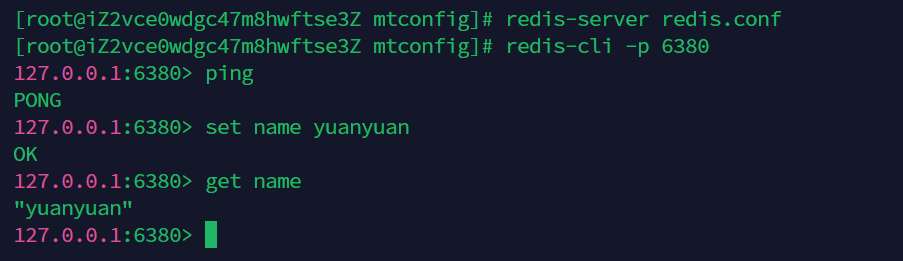 [root@iZ2vce0wdgc47m8hwftse3Z mtconfig]# redis-server redis.conf
[root@iZ2vce0wdgc47m8hwftse3Z mtconfig]# redis-cli -p 6380
127.0.0.1:6380> ping
PONG
127.0.0.1:6380> set name yuanyuan
OK
127.0.0.1:6380> get name
"yuanyuan"
127.0.0.1:6380>